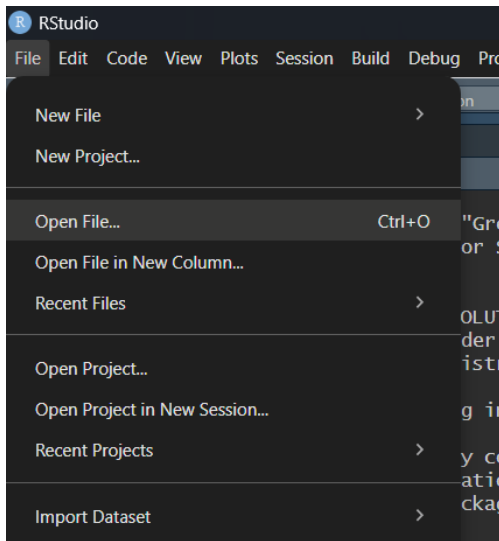 R RStudio
File Edit Code View Plots Session Build Debug
New File
New Project...
Open File... Ctrl+O
Open File in New Column...
Recent Files
Open Project...
Open Project in New Session...
Recent Projects
Import Dataset